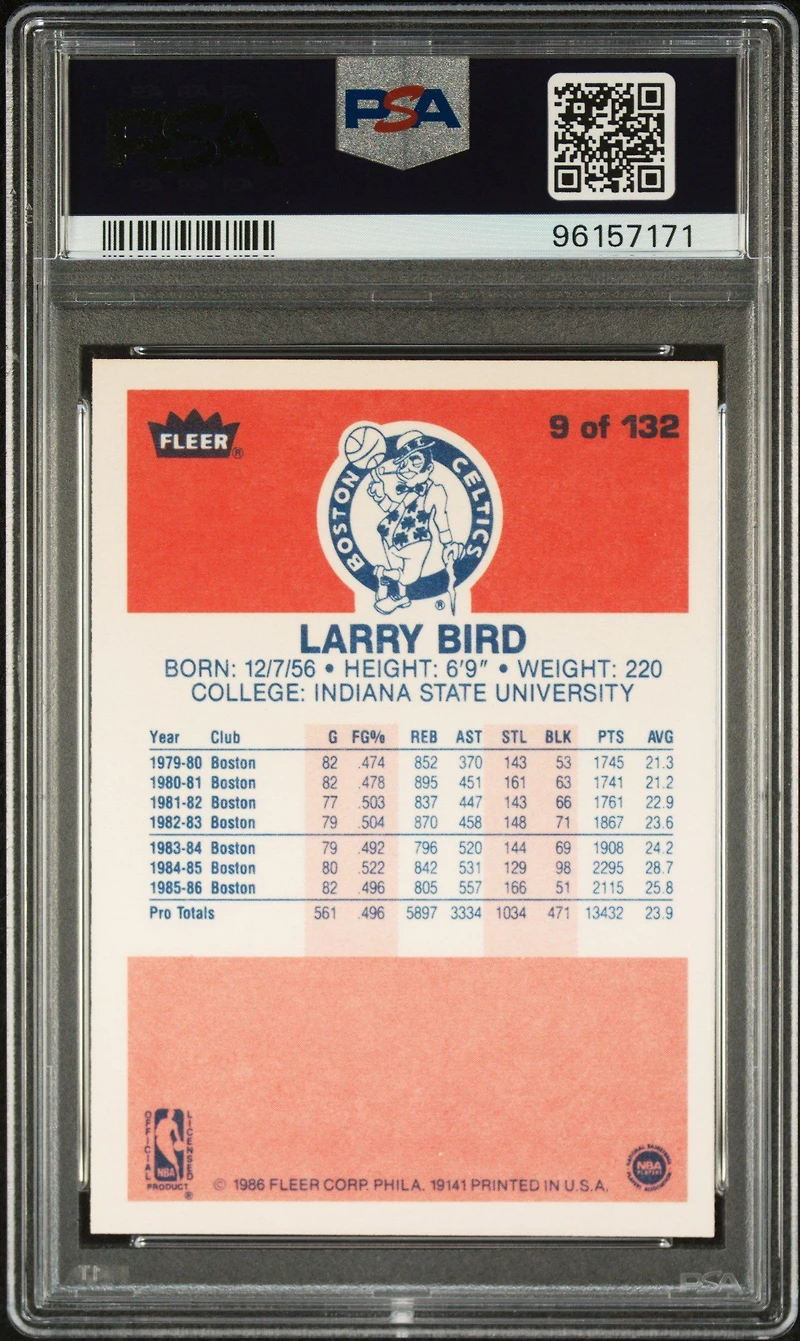 PSA
PSA
96157171
FLEER®
9 of 132
BOSTON CELTICS
®
LARRY BIRD
BORN: 12/7/56 • HEIGHT: 6'9" • WEIGHT: 220
COLLEGE: INDIANA STATE UNIVERSITY
Year Club G FG% REB AST STL BLK PTS AVG
1979-80 Boston 82 .474 852 370 143 53 1745 21.3
1980-81 Boston 82 .478 895 451 161 63 1741 21.2
1981-82 Boston 77 .503 837 447 143 66 1761 22.9
1982-83 Boston 79 .504 870 458 148 71 1867 23.6
1983-84 Boston 79 .492 796 520 144 69 1908 24.2
1984-85 Boston 80 .522 842 531 129 98 2295 28.7
1985-86 Boston 82 .496 805 557 166 51 2115 25.8
Pro Totals 561 .496 5897 3334 1034 471 13432 23.9
OFFICIAL LICENSED
NBA
PRODUCT ®
NATIONAL BASKETBALL
NBA
PLAYERS
PLAYERS ASSOCIATION
© 1986 FLEER CORP. PHILA. 19141 PRINTED IN U.S.A.
PSA